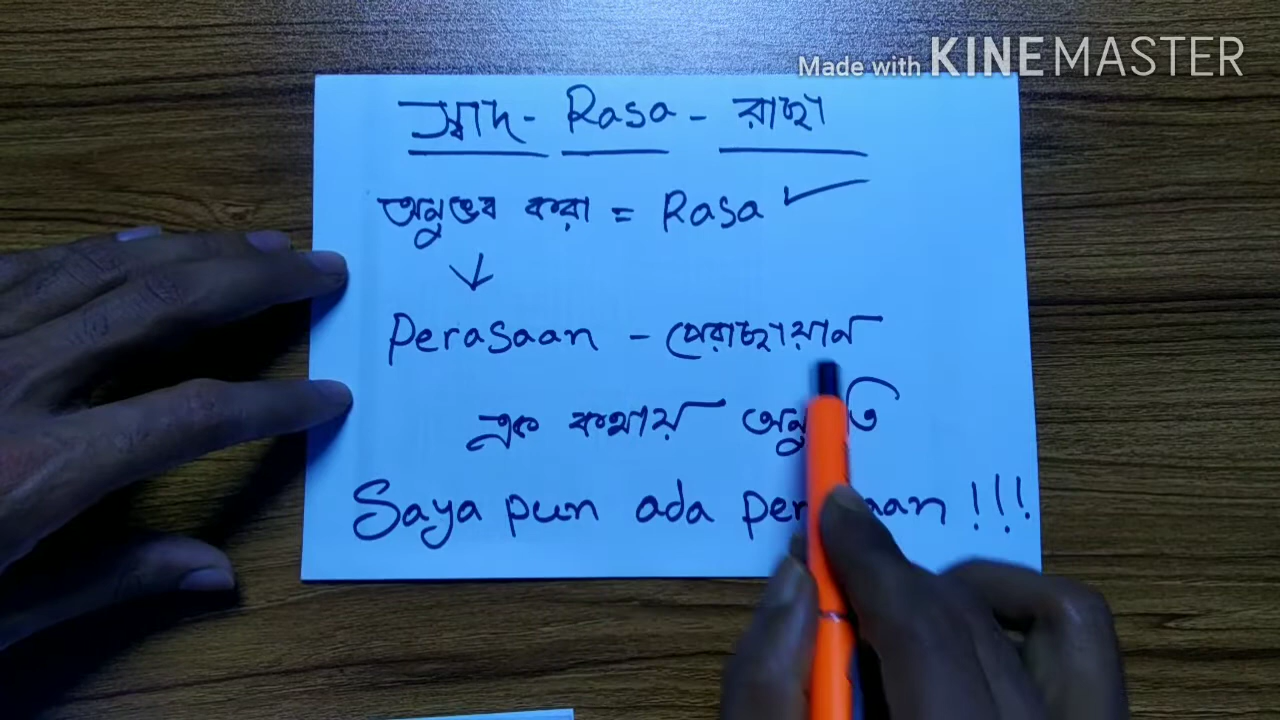 Made with KINEMASTER
স্বাদ - Rasa - রাছা
অনুভব করা = Rasa ✓
↓
Perasaan - পেরাছায়ান
এক কথায়
Saya pun ada !!!